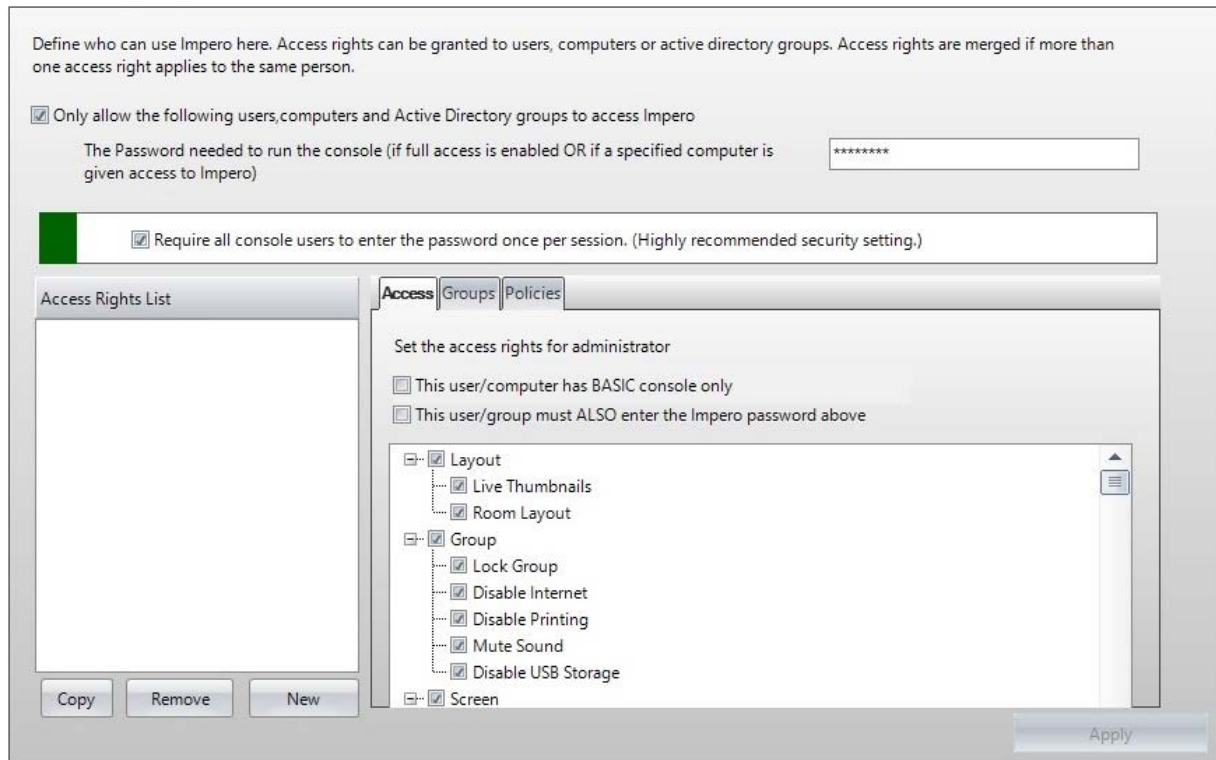 Define who can use Impero here. Access rights can be granted to users, computers or active directory groups. Access rights are merged if more than
one access right applies to the same person.
Only allow the following users,computers and Active Directory groups to access Impero
The Password needed to run the console (if full access is enabled OR if a specified computer is
given access to Impero)
********
Require all console users to enter the password once per session. (Highly recommended security setting.)
Access Rights List
Access Groups Policies
Set the access rights for administrator
This user/computer has BASIC console only
This user/group must ALSO enter the Impero password above
Layout
Live Thumbnails
Room Layout
Group
Lock Group
Disable Internet
Disable Printing
Mute Sound
Disable USB Storage
Screen
Copy Remove New
Apply